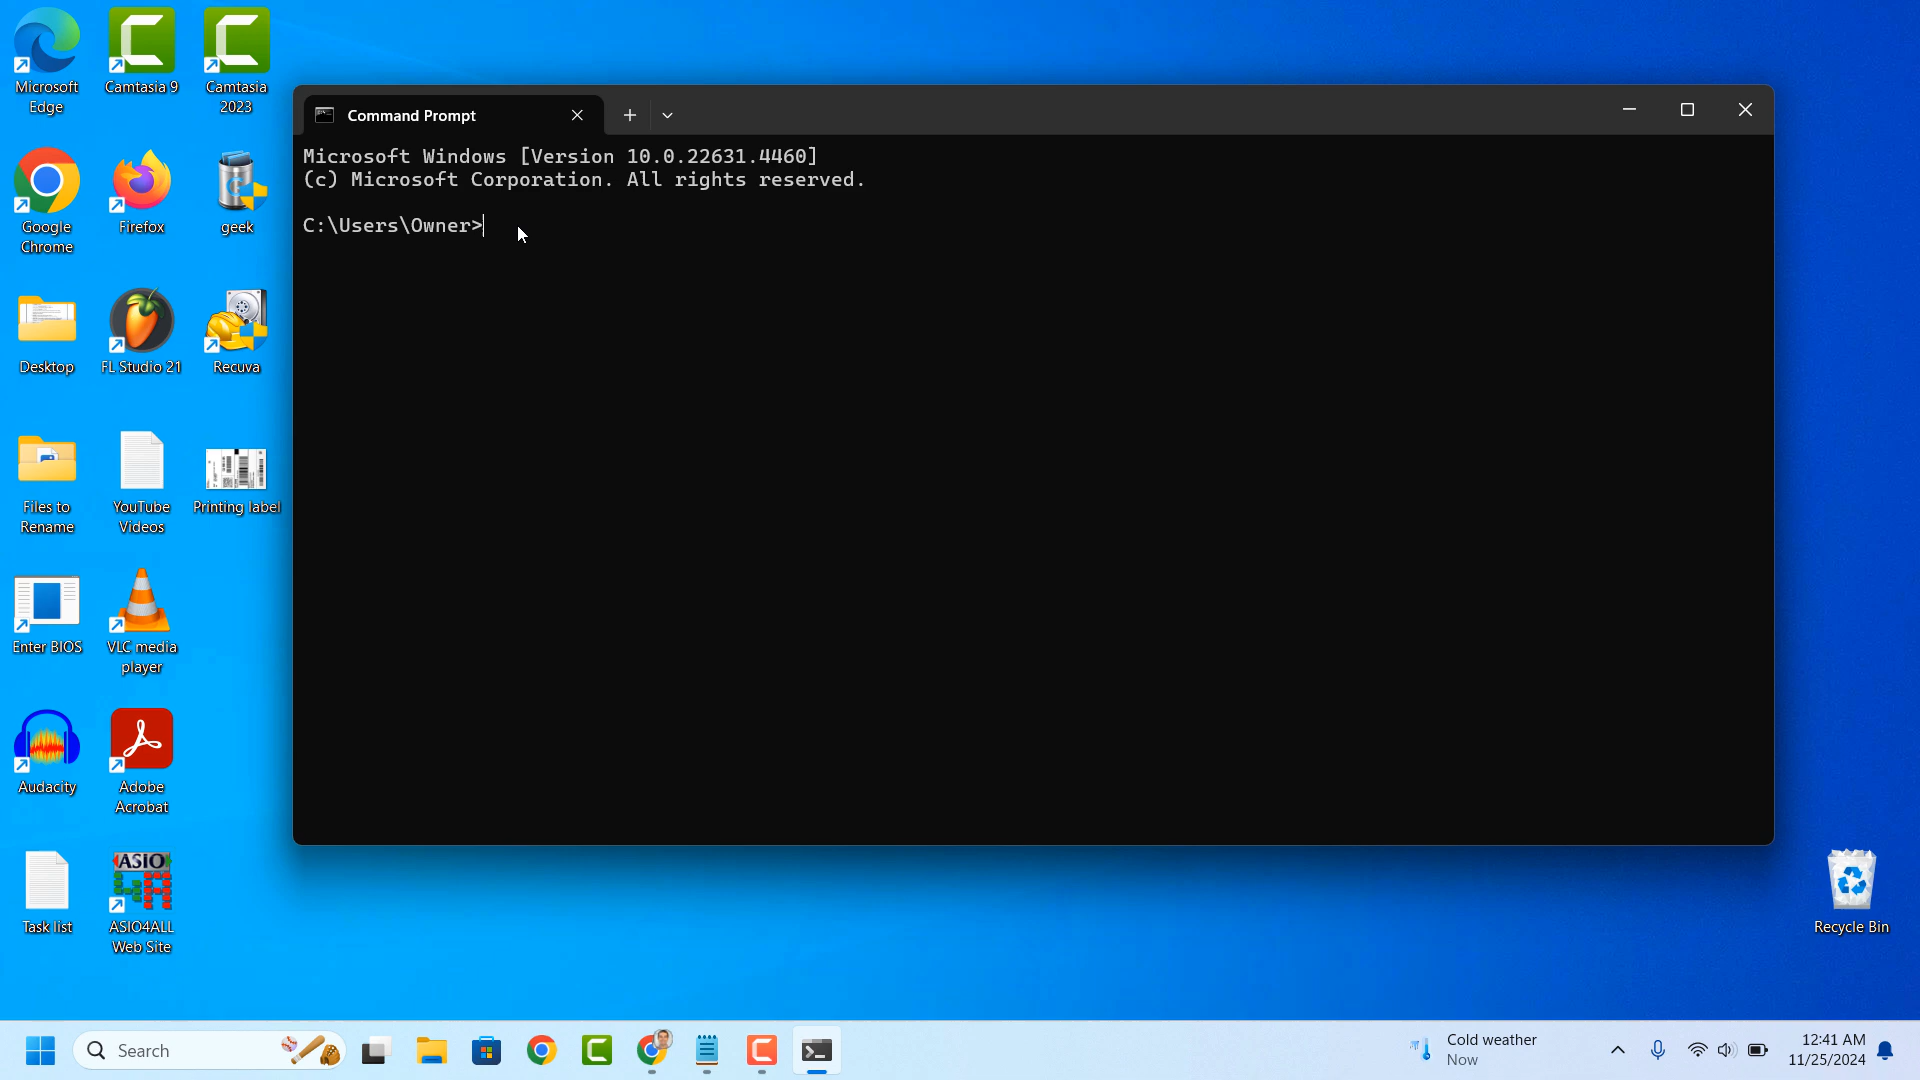 Microsoft
Edge
Camtasia 9
Camtasia
2023
Google
Chrome
Firefox
geek
Desktop
FL Studio 21
Recuva
Files to
Rename
YouTube
Videos
Printing label
Enter BIOS
VLC media
player
Audacity
Adobe
Acrobat
Task list
ASIO
ASIO4ALL
Web Site
Command Prompt
Microsoft Windows [Version 10.0.22631.4460]
(c) Microsoft Corporation. All rights reserved.
C:\Users\Owner>
Recycle Bin
Search
Cold weather
Now
12:41 AM
11/25/2024